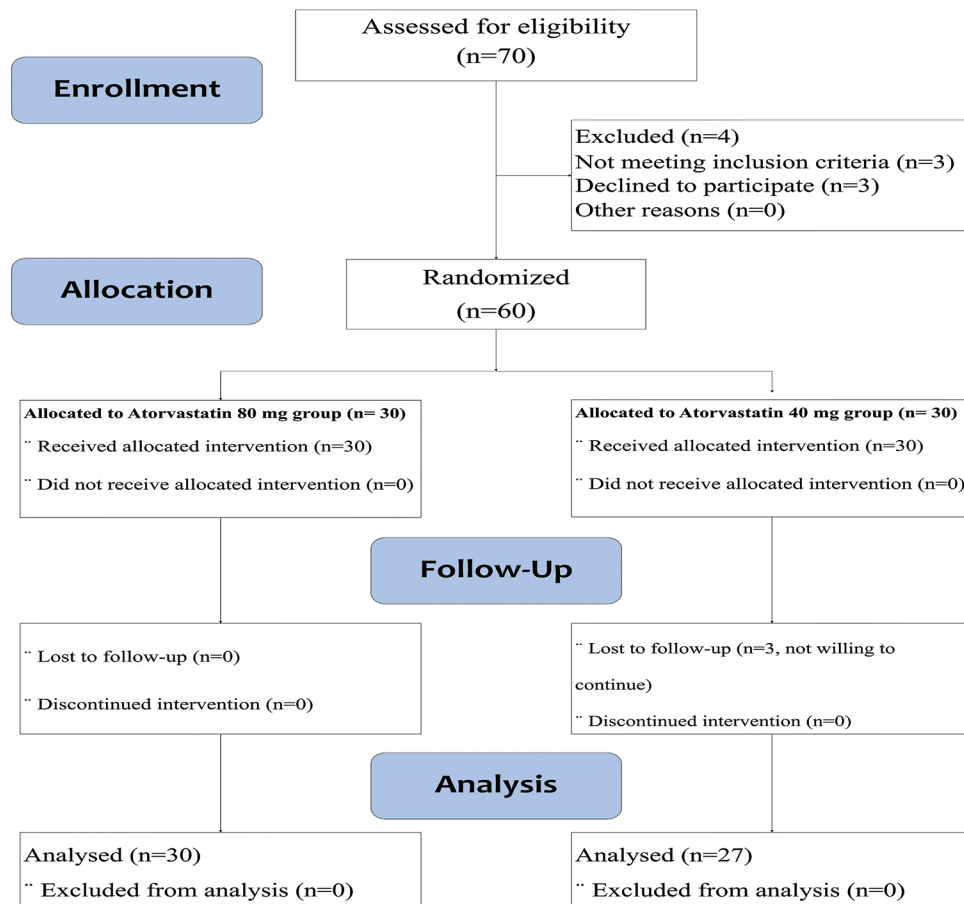 Assessed for eligibility
(n=70)
Enrollment
Excluded (n=4)
Not meeting inclusion criteria (n=3)
Declined to participate (n=3)
Other reasons (n=0)
Allocation
Randomized
(n=60)
Allocated to Atorvastatin 80 mg group (n= 30)
¨ Received allocated intervention (n=30)
¨ Did not receive allocated intervention (n=0)
Allocated to Atorvastatin 40 mg group (n= 30)
¨ Received allocated intervention (n=30)
¨ Did not receive allocated intervention (n=0)
Follow-Up
¨ Lost to follow-up (n=0)
¨ Discontinued intervention (n=0)
¨ Lost to follow-up (n=3, not willing to
continue)
¨ Discontinued intervention (n=0)
Analysis
Analysed (n=30)
¨ Excluded from analysis (n=0)
Analysed (n=27)
¨ Excluded from analysis (n=0)